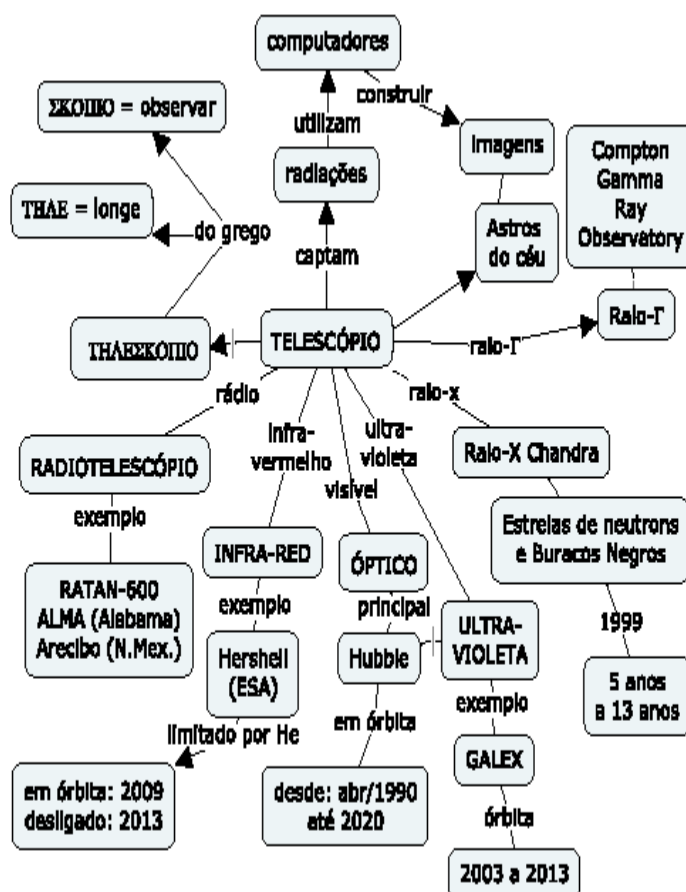 computadores
construir
ΣΚΟΠΙΟ = observar
utilizam
Imagens
Compton
Gamma
Ray
Observatory
radiações
ΤΗΛΕ = longe
do grego
Astros
do céu
captam
Raio-Γ
ΤΗΛΕΣΚΟΠΙΟ
TELESCÓPIO
raio-Γ
rádio
raio-x
infra-
vermelho
ultra-
violeta
visível
RADIOTELESCÓPIO
Raio-X Chandra
exemplo
INFRA-RED
ÓPTICO
Estrelas de neutrons
e Buracos Negros
RATAN-600
ALMA (Alabama)
Arecibo (N.Mex.)
exemplo
principal
ULTRA-
VIOLETA
1999
Hershell
(ESA)
Hubble
5 anos
a 13 anos
limitado por He
em órbita
exemplo
GALEX
em órbita: 2009
desligado: 2013
desde: abr/1990
até 2020
órbita
2003 a 2013